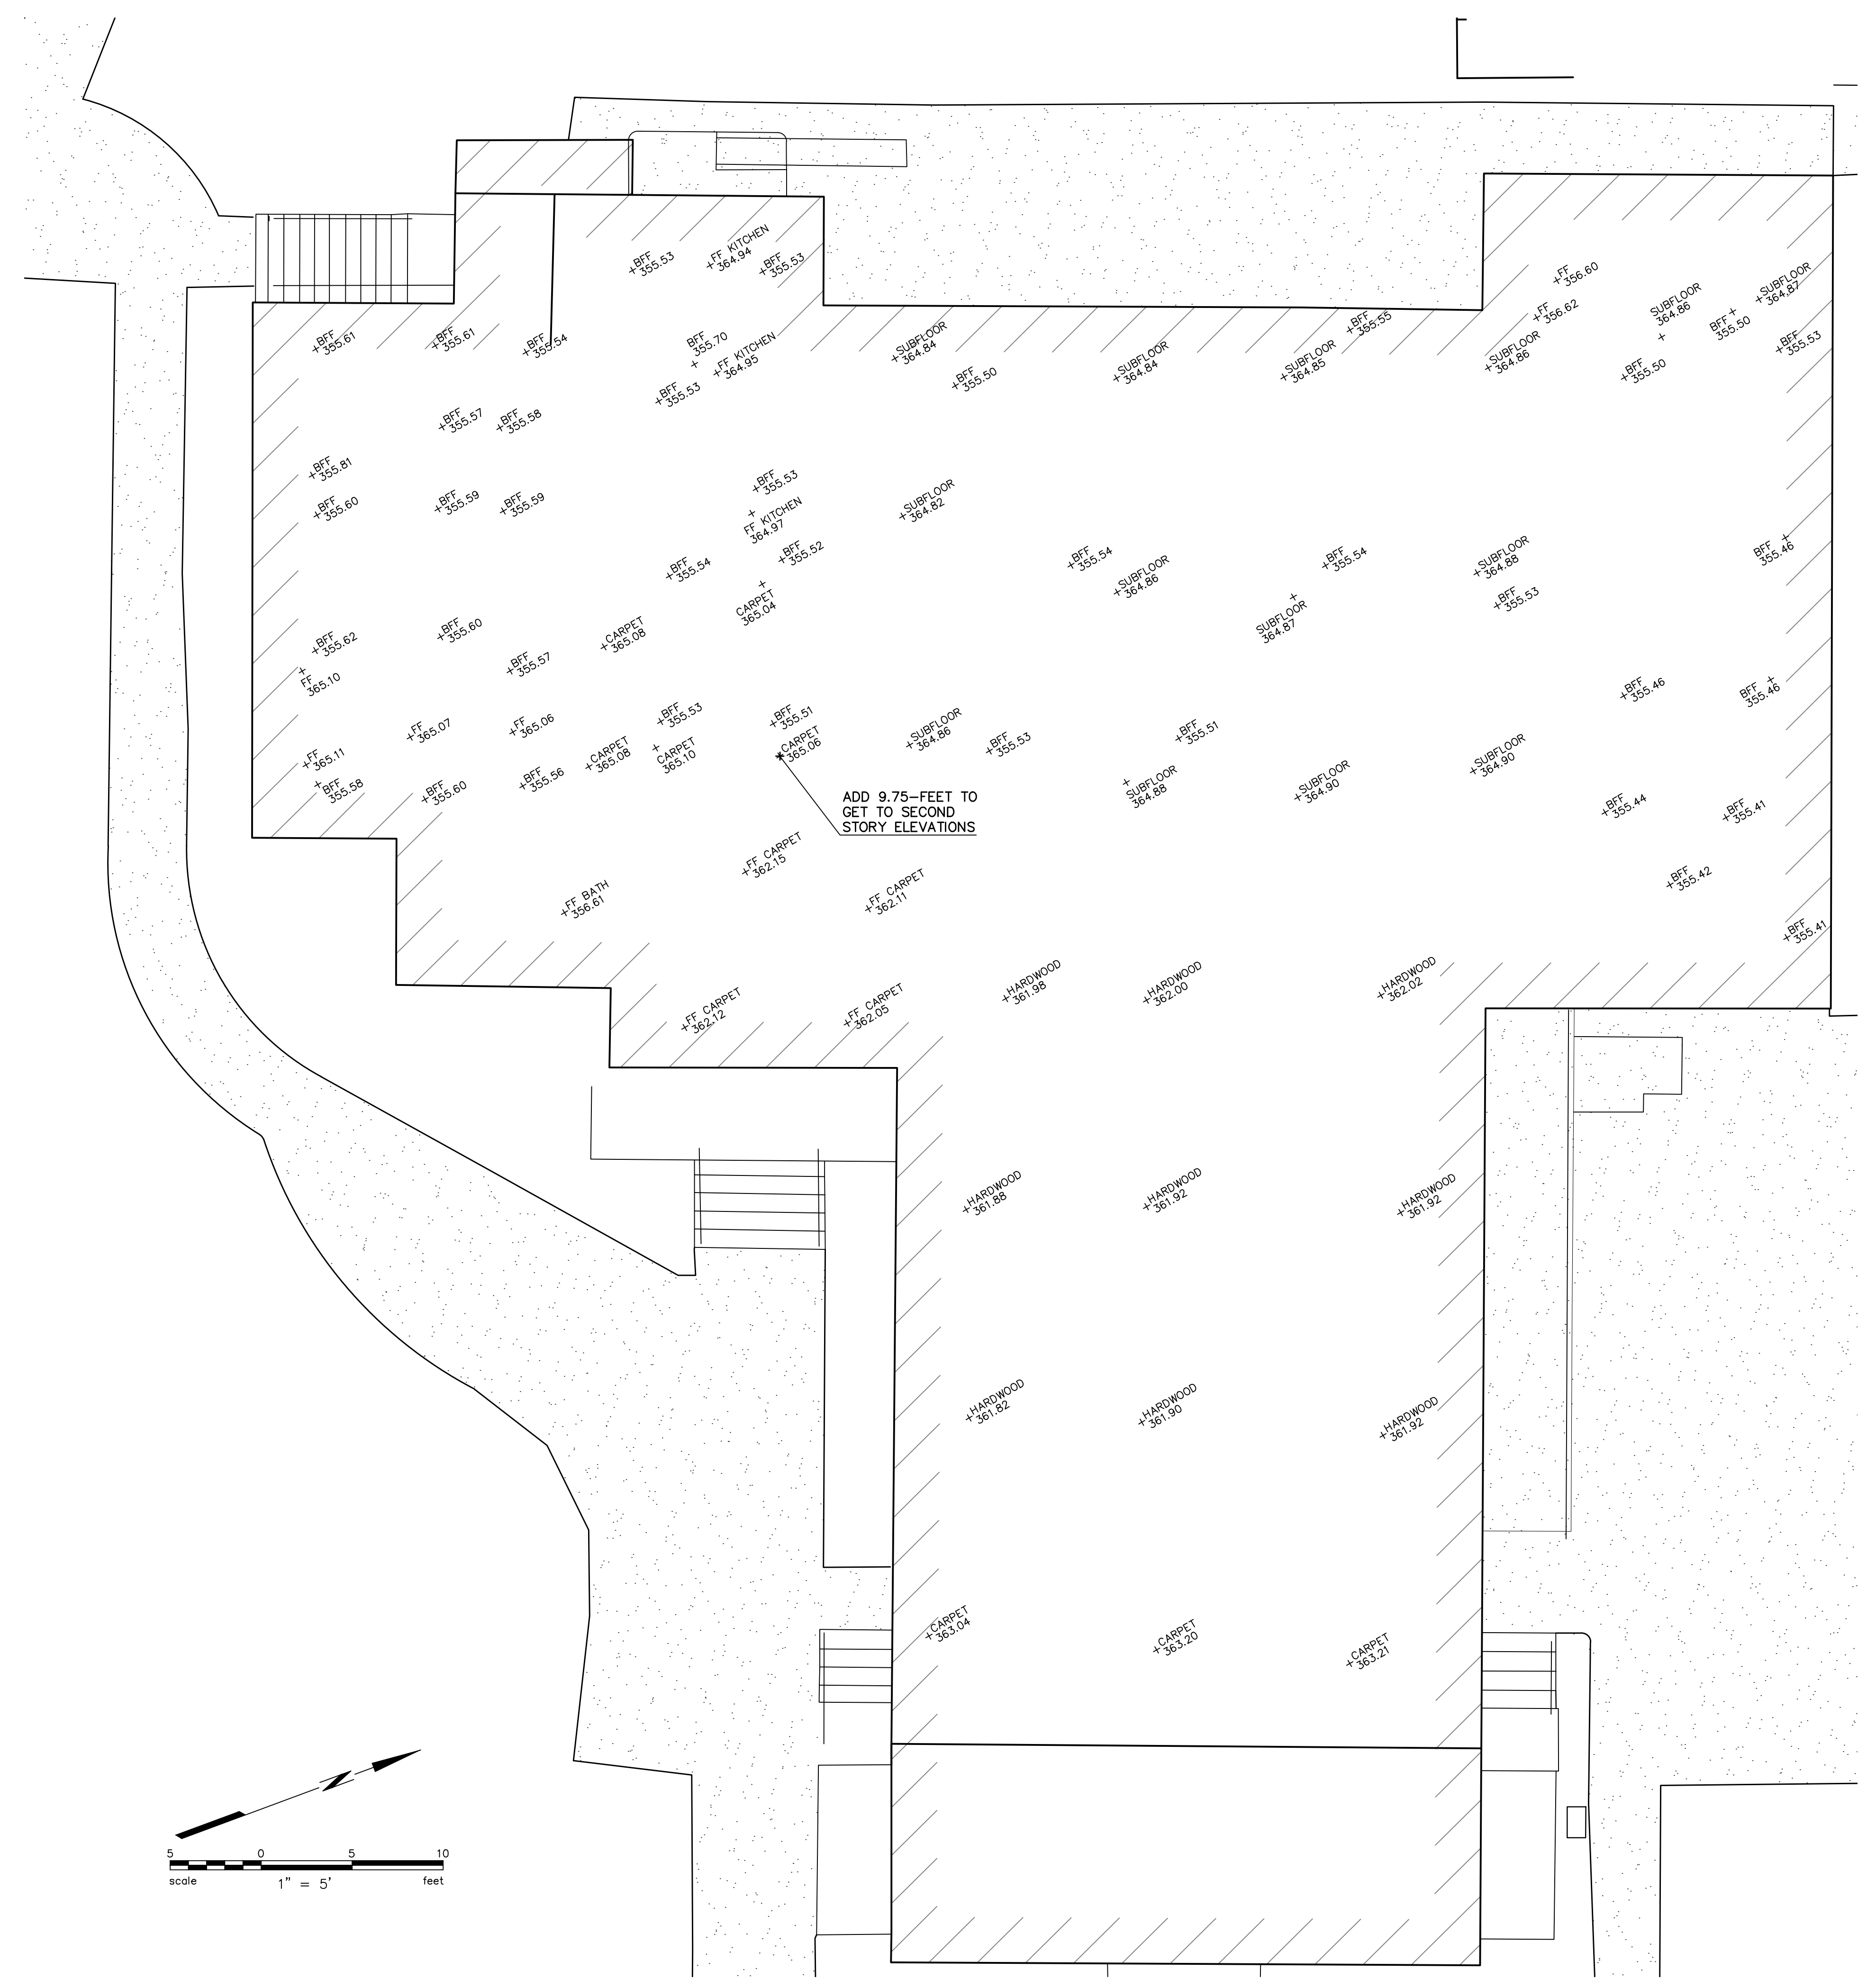 BFF
355.53
FF KITCHEN
364.94
BFF
355.53
FF
356.60
SUBFLOOR
364.87
SUBFLOOR
364.86
FF
356.62
BFF
355.50
BFF
355.61
BFF
355.61
BFF
355.54
BFF
355.70
FF KITCHEN
364.95
SUBFLOOR
364.84
BFF
355.55
BFF
355.53
SUBFLOOR
364.84
SUBFLOOR
364.85
SUBFLOOR
364.86
BFF
355.50
BFF
355.53
BFF
355.50
BFF
355.57
BFF
355.58
BFF
355.81
BFF
355.60
BFF
355.59
BFF
355.59
BFF
355.53
FF KITCHEN
364.97
SUBFLOOR
364.82
BFF
355.54
BFF
355.52
BFF
355.54
SUBFLOOR
364.86
BFF
355.54
SUBFLOOR
364.88
BFF
355.46
BFF
355.53
CARPET
365.04
SUBFLOOR
364.87
BFF
355.62
FF
365.10
BFF
355.60
CARPET
365.08
BFF
355.57
BFF
355.46
BFF
355.46
FF
365.07
FF
365.06
BFF
355.53
BFF
355.51
SUBFLOOR
364.86
BFF
355.53
BFF
355.51
FF
365.11
BFF
355.58
BFF
355.60
BFF
355.56
CARPET
365.08
CARPET
365.10
CARPET
365.06
SUBFLOOR
364.88
SUBFLOOR
364.90
SUBFLOOR
364.90
BFF
355.44
BFF
355.41
ADD 9.75-FEET TO
GET TO SECOND
STORY ELEVATIONS
FF CARPET
362.15
FF BATH
356.61
FF CARPET
362.11
BFF
355.42
BFF
355.41
FF CARPET
362.12
FF CARPET
362.05
HARDWOOD
361.98
HARDWOOD
362.00
HARDWOOD
362.02
HARDWOOD
361.88
HARDWOOD
361.92
HARDWOOD
361.92
HARDWOOD
361.82
HARDWOOD
361.90
HARDWOOD
361.92
CARPET
363.04
CARPET
363.20
CARPET
363.21
N
5 0 5 10
scale 1" = 5' feet